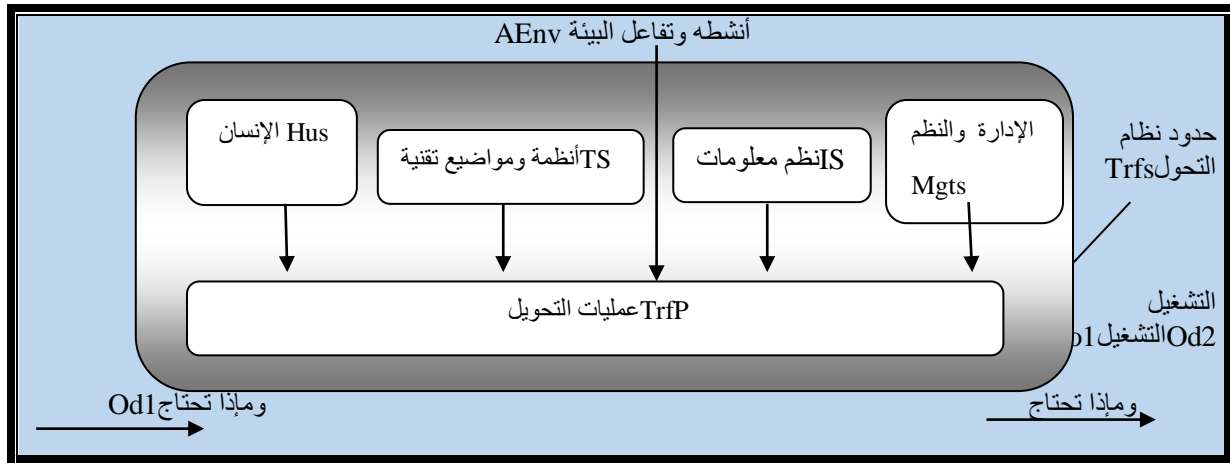 أنشطه وتفاعل البيئة AEnv
الإدارة والنظم
Mgts
ISنظم معلومات
TSأنظمة ومواضيع تقنية
Hus الإنسان
حدود نظام
التحولTrfs
TrfPعمليات التحويل
التشغيل
Od2التشغيل1
وماذا تحتاج
وماذا تحتاجOd1